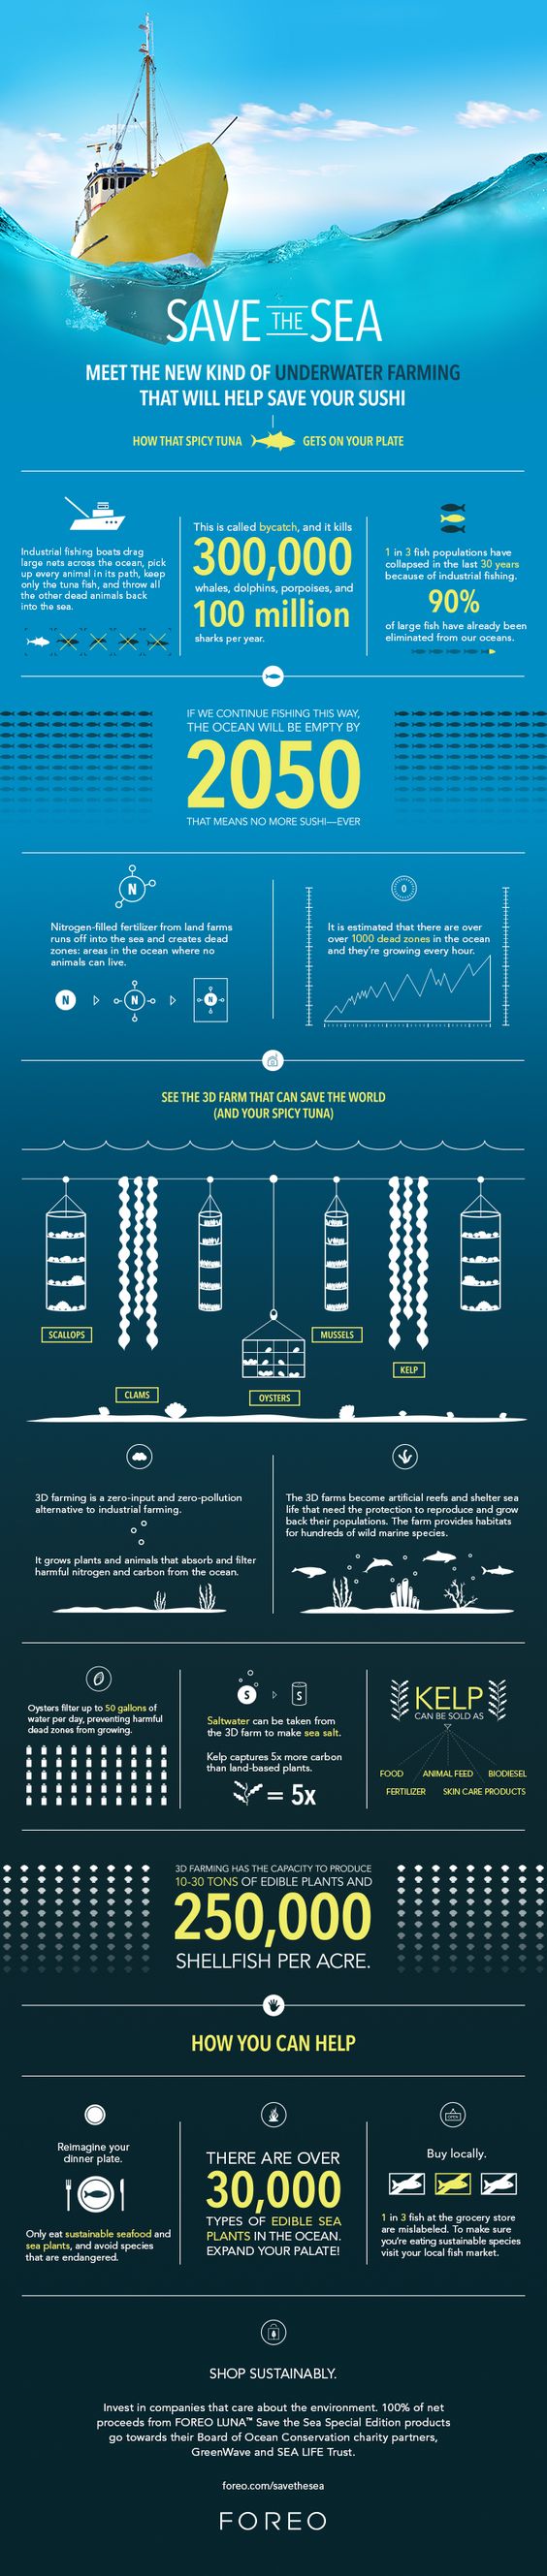 SAVE THE SEA
MEET THE NEW KIND OF UNDERWATER FARMING
THAT WILL HELP SAVE YOUR SUSHI
HOW THAT SPICY TUNA GETS ON YOUR PLATE
Industrial fishing boats drag
large nets across the ocean, pick
up every animal in its path, keep
only the tuna fish, and throw all
the other dead animals back
into the sea.
This is called bycatch, and it kills
300,000
whales, dolphins, porpoises, and
100 million
sharks per year.
1 in 3 fish populations have
collapsed in the last 30 years
because of industrial fishing.
90%
of large fish have already been
eliminated from our oceans.
IF WE CONTINUE FISHING THIS WAY,
THE OCEAN WILL BE EMPTY BY
2050
THAT MEANS NO MORE SUSHI—EVER
N
Nitrogen-filled fertilizer from land farms
runs off into the sea and creates dead
zones: areas in the ocean where no
animals can live.
N
N
N
0
It is estimated that there are over
over 1000 dead zones in the ocean
and they're growing every hour.
SEE THE 3D FARM THAT CAN SAVE THE WORLD
(AND YOUR SPICY TUNA)
SCALLOPS
MUSSELS
KELP
CLAMS
OYSTERS
3D farming is a zero-input and zero-pollution
alternative to industrial farming.
It grows plants and animals that absorb and filter
harmful nitrogen and carbon from the ocean.
The 3D farms become artificial reefs and shelter sea
life that need the protection to reproduce and grow
back their populations. The farm provides habitats
for hundreds of wild marine species.
Oysters filter up to 50 gallons of
water per day, preventing harmful
dead zones from growing.
S
S
Saltwater can be taken from
the 3D farm to make sea salt.
Kelp captures 5x more carbon
than land-based plants.
= 5x
KELP
CAN BE SOLD AS
FOOD ANIMAL FEED BIODIESEL
FERTILIZER SKIN CARE PRODUCTS
3D FARMING HAS THE CAPACITY TO PRODUCE
10-30 TONS OF EDIBLE PLANTS AND
250,000
SHELLFISH PER ACRE.
HOW YOU CAN HELP
Reimagine your
dinner plate.
Only eat sustainable seafood and
sea plants, and avoid species
that are endangered.
THERE ARE OVER
30,000
TYPES OF EDIBLE SEA
PLANTS IN THE OCEAN.
EXPAND YOUR PALATE!
OPEN
Buy locally.
1 in 3 fish at the grocery store
are mislabeled. To make sure
you're eating sustainable species
visit your local fish market.
SHOP SUSTAINABLY.
Invest in companies that care about the environment. 100% of net
proceeds from FOREO LUNA™ Save the Sea Special Edition products
go towards their Board of Ocean Conservation charity partners,
GreenWave and SEA LIFE Trust.
foreo.com/savethesea
FOREO